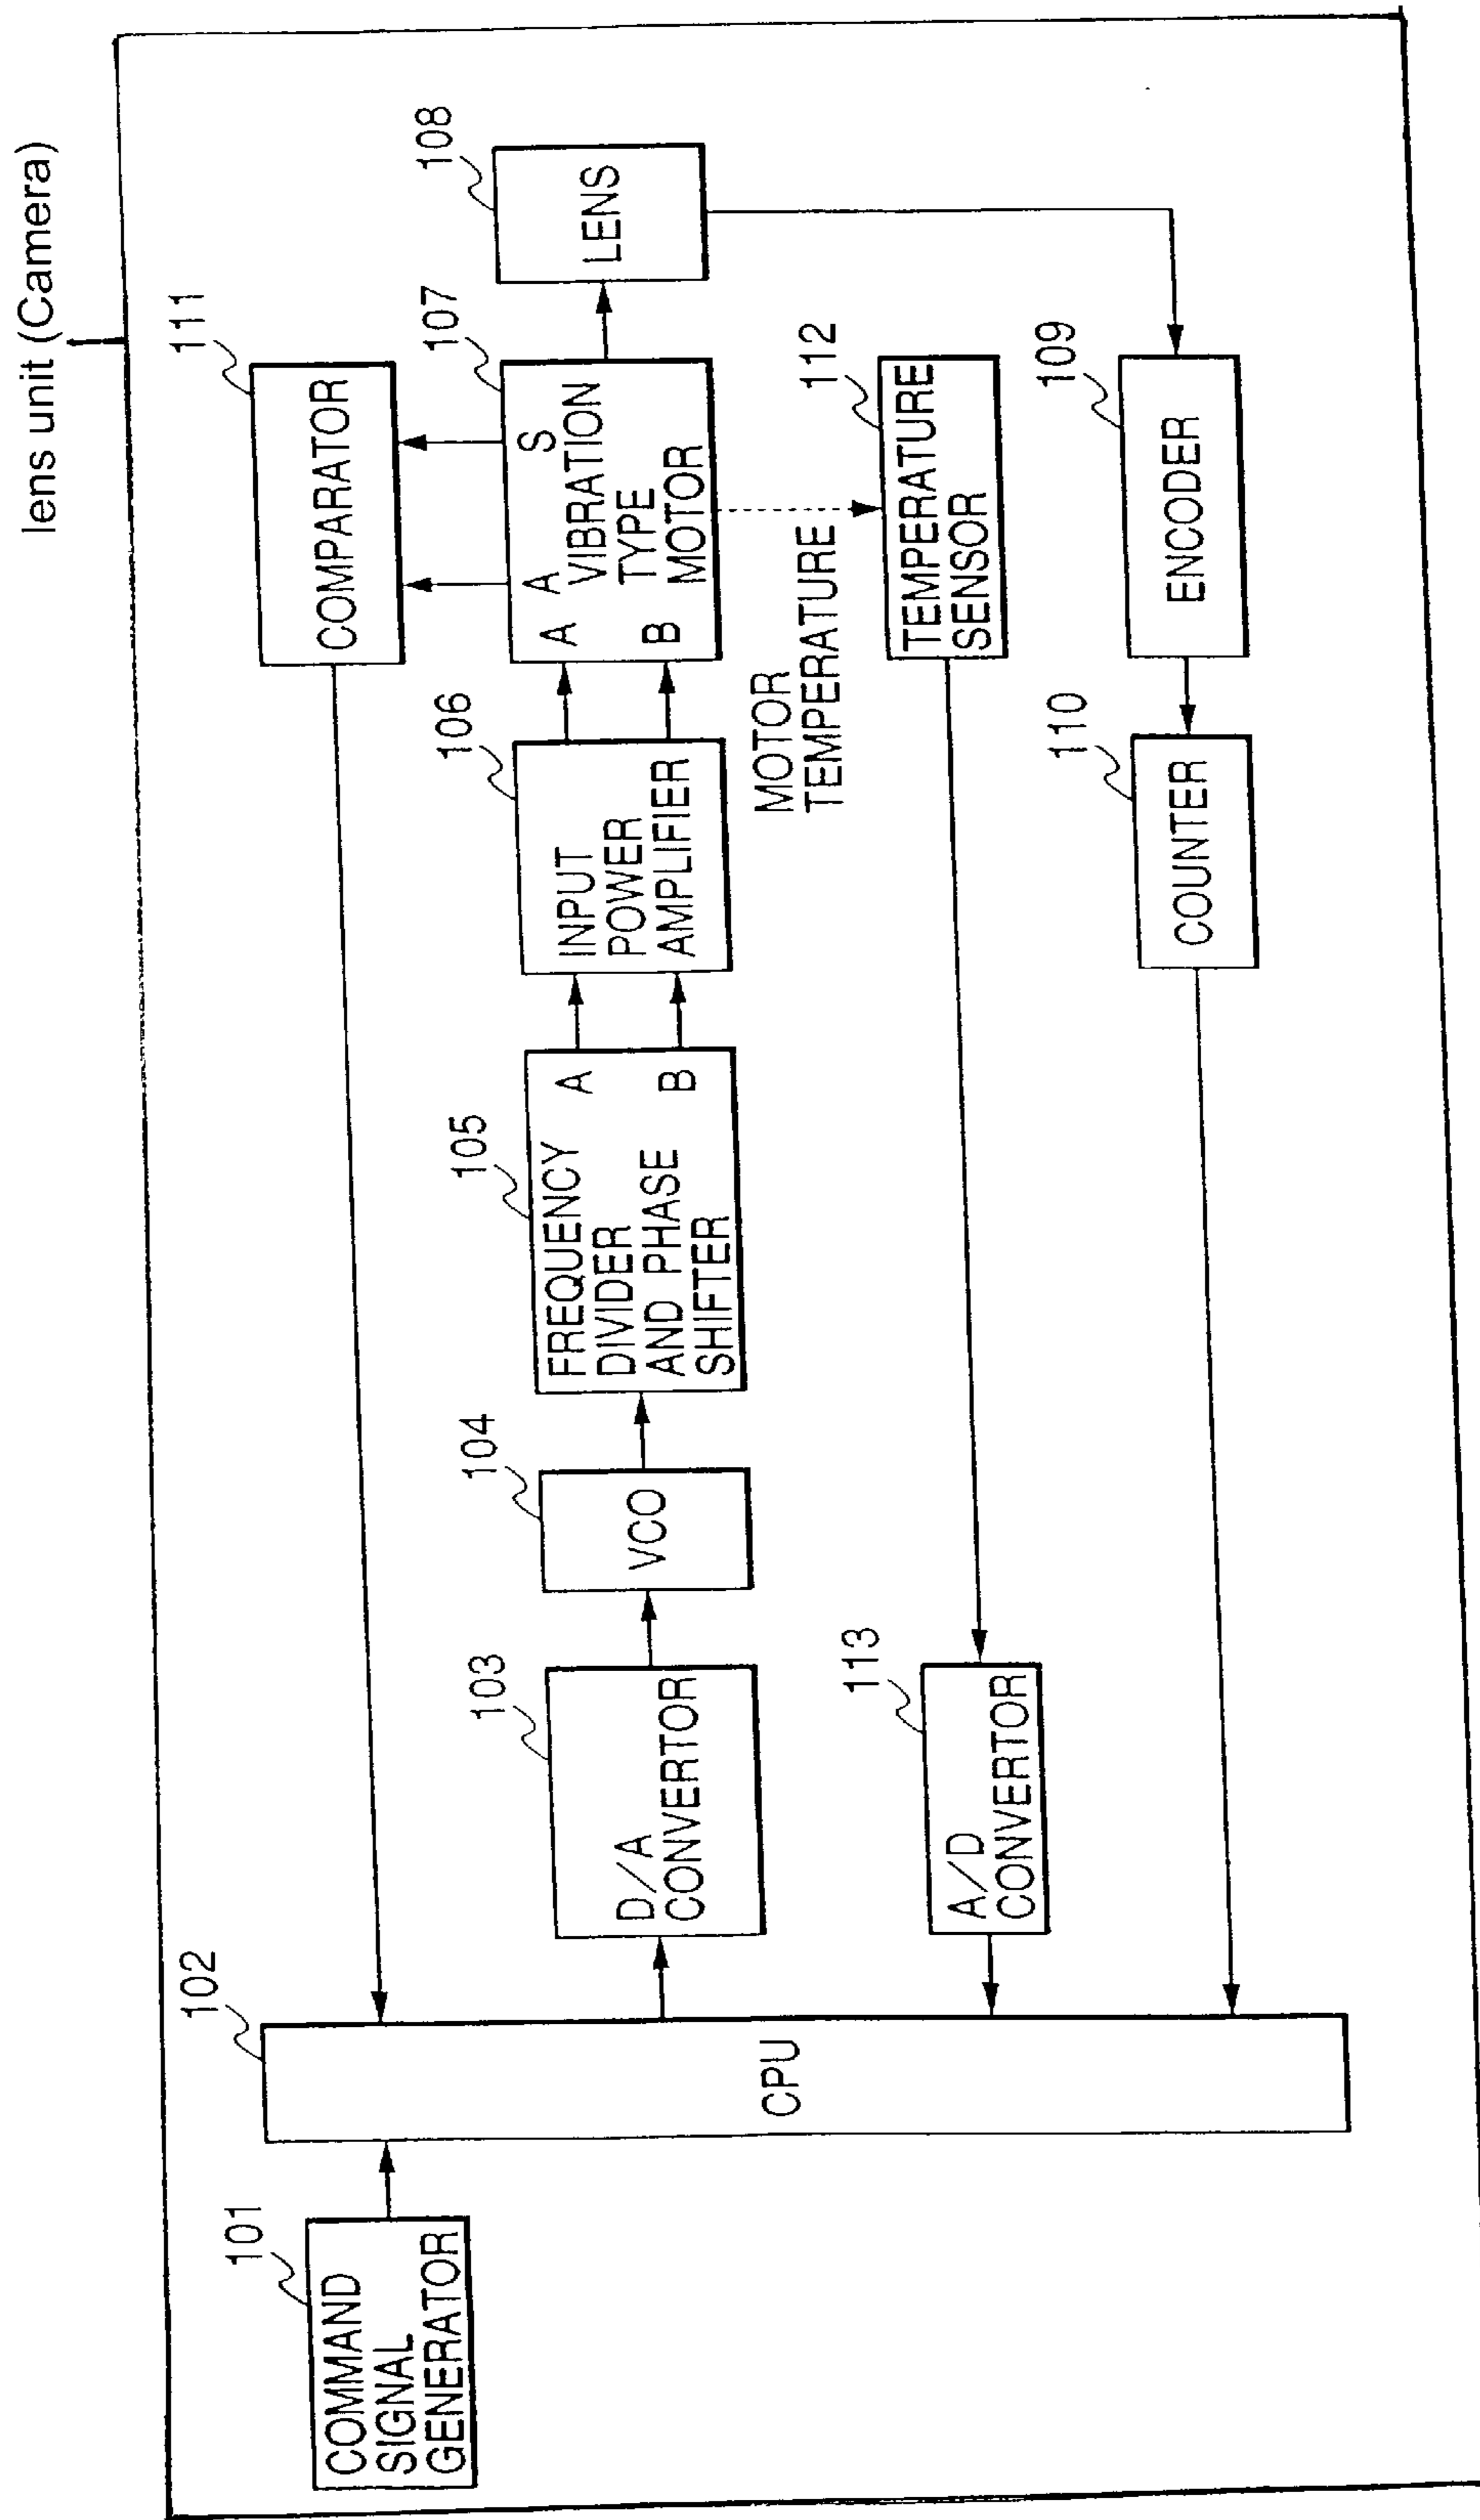 lens unit (Camera)
101
COMMAND
SIGNAL
GENERATOR
102
CPU
103
D/A
CONVERTOR
104
VCO
105
FREQUENCY
DIVIDER
AND PHASE
SHIFTER
A
B
106
INPUT
POWER
AMPLIFIER
107
A
B
A
S
VIBRATION
TYPE
MOTOR
108
LENS
111
COMPARATOR
MOTOR
TEMPERATURE
112
TEMPERATURE
SENSOR
113
A/D
CONVERTOR
109
ENCODER
110
COUNTER